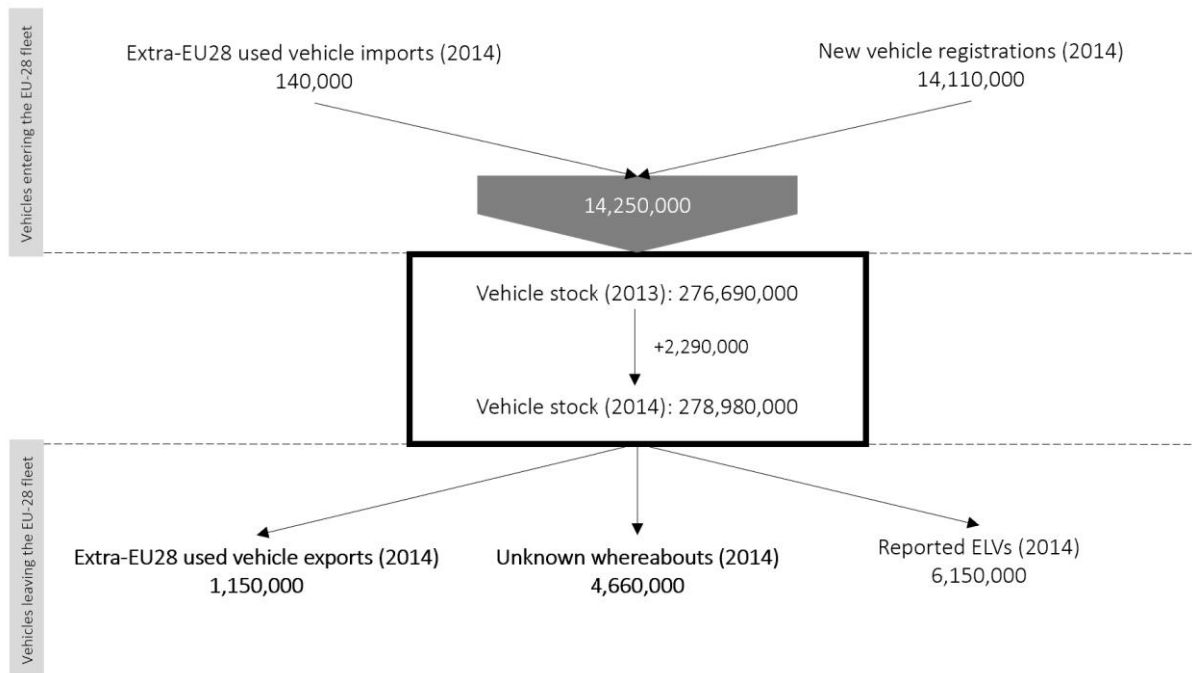 Vehicles entering the EU-28 fleet
Extra-EU28 used vehicle imports (2014)
140,000
New vehicle registrations (2014)
14,110,000
14,250,000
Vehicle stock (2013): 276,690,000
+2,290,000
Vehicle stock (2014): 278,980,000
Vehicles leaving the EU-28 fleet
Extra-EU28 used vehicle exports (2014)
1,150,000
Unknown whereabouts (2014)
4,660,000
Reported ELVs (2014)
6,150,000